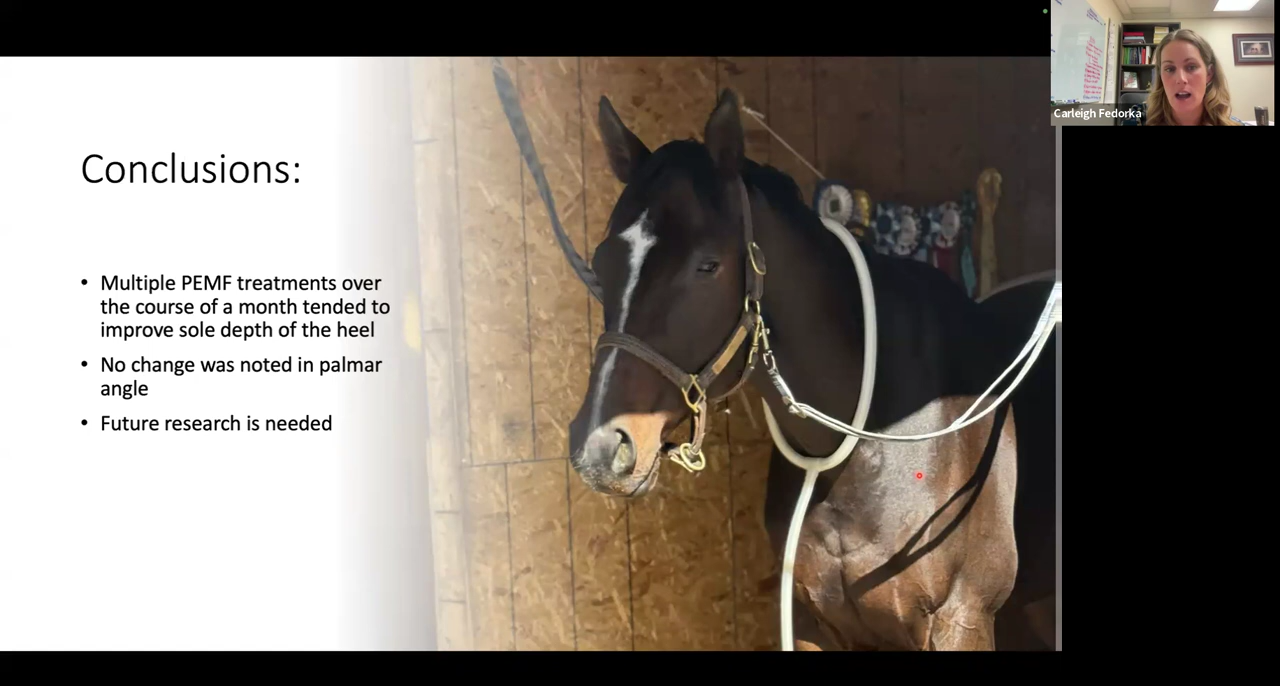 Carleigh Fedorka
Conclusions:
• Multiple PEMF treatments over
the course of a month tended to
improve sole depth of the heel
• No change was noted in palmar
angle
• Future research is needed